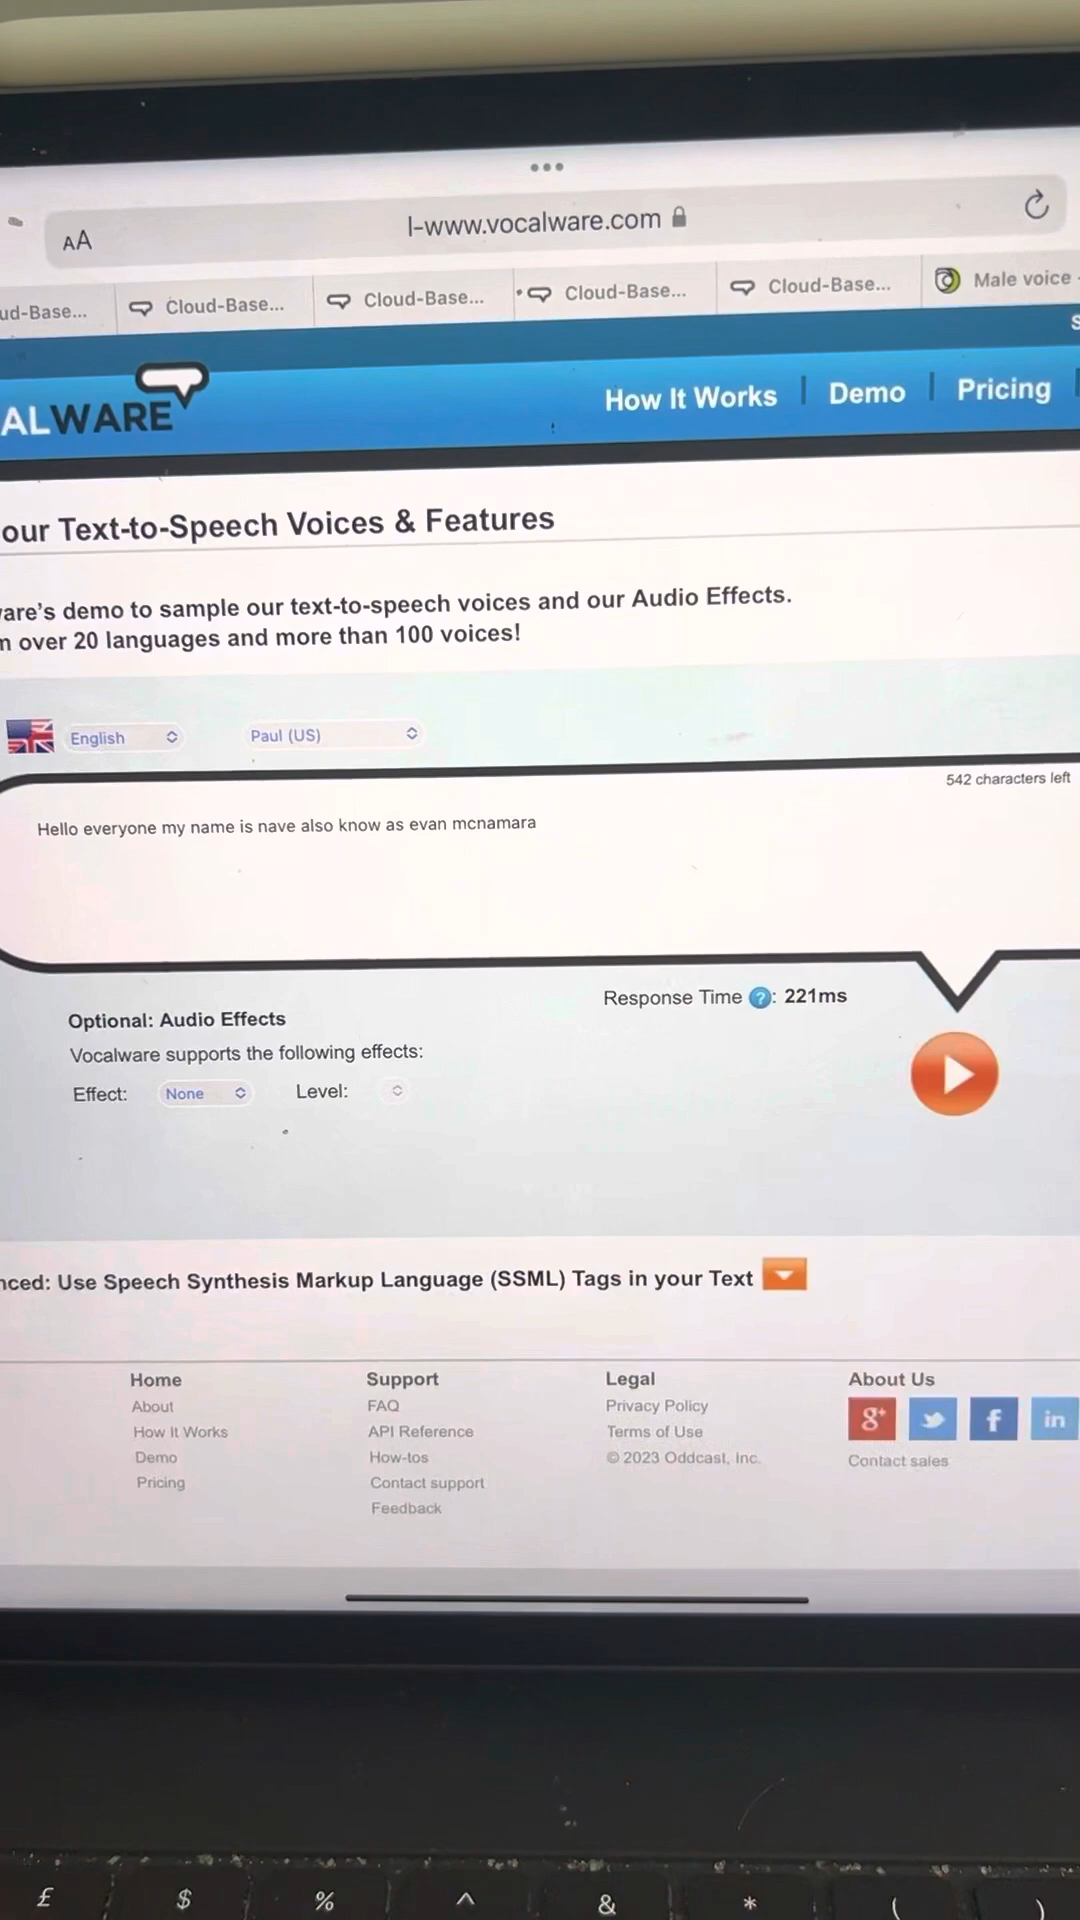 AA
l-www.vocalware.com
ud-Base...
Cloud-Base...
Cloud-Base...
Cloud-Base...
Cloud-Base...
Male voice
S
ALWARE
How It Works
Demo
Pricing
our Text-to-Speech Voices & Features
are's demo to sample our text-to-speech voices and our Audio Effects.
over 20 languages and more than 100 voices!
English
Paul (US)
542 characters left
Hello everyone my name is nave also know as evan mcnamara
Response Time ?: 221ms
Optional: Audio Effects
Vocalware supports the following effects:
Effect: None Level:
nced: Use Speech Synthesis Markup Language (SSML) Tags in your Text
Home
About
How It Works
Demo
Pricing
Support
FAQ
API Reference
How-tos
Contact support
Feedback
Legal
Privacy Policy
Terms of Use
© 2023 Oddcast, Inc.
About Us
g+ f in
Contact sales
£ $ % ^ & * ( )